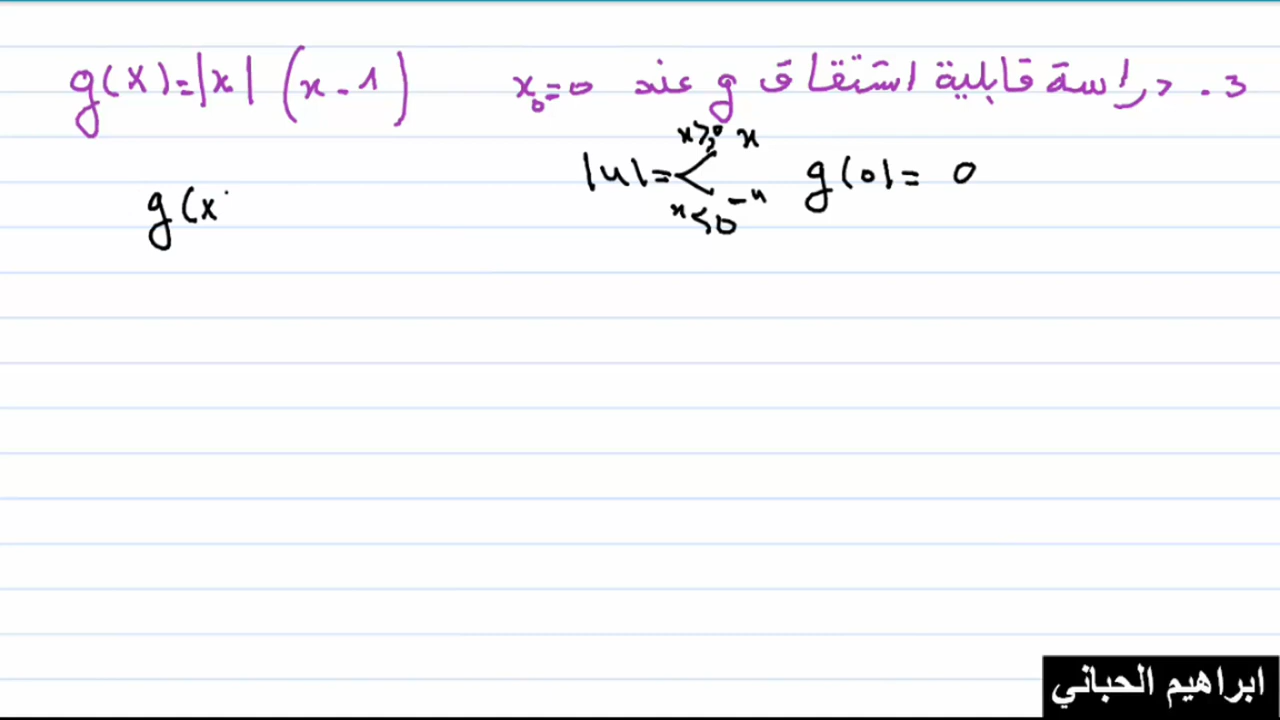 3. دراسة قابلية اشتقاق g عند x₀=0 g(x)=|x| (x-1)
|x|= x≥0 x g(0)= 0
x<0 -x
g(x
ابراهيم الحباني